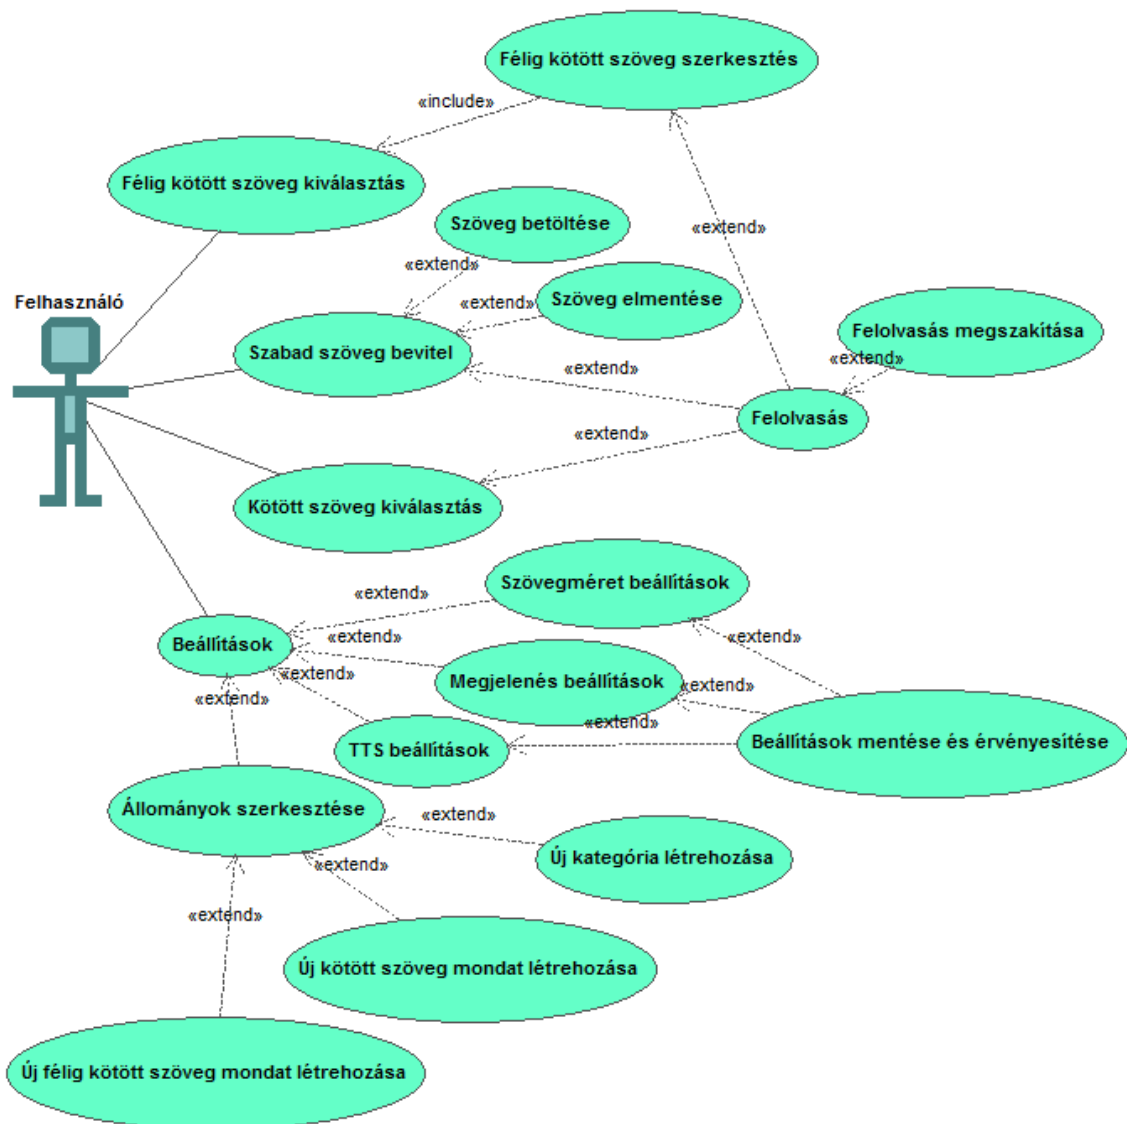 Félig kötött szöveg szerkesztés
«include»
Félig kötött szöveg kiválasztás
Szöveg betöltése
«extend»
«extend»
Szöveg elmentése
«extend»
Felhasználó
Felolvasás megszakítása
«extend»
Szabad szöveg bevitel
«extend»
Felolvasás
«extend»
Kötött szöveg kiválasztás
Szövegméret beállítások
«extend»
«extend»
«extend»
Beállítások
«extend»
Megjelenés beállítások
«extend»
«extend»
«extend»
TTS beállítások
Beállítások mentése és érvényesítése
Állományok szerkesztése
«extend»
Új kategória létrehozása
«extend»
«extend»
Új kötött szöveg mondat létrehozása
Új félig kötött szöveg mondat létrehozása